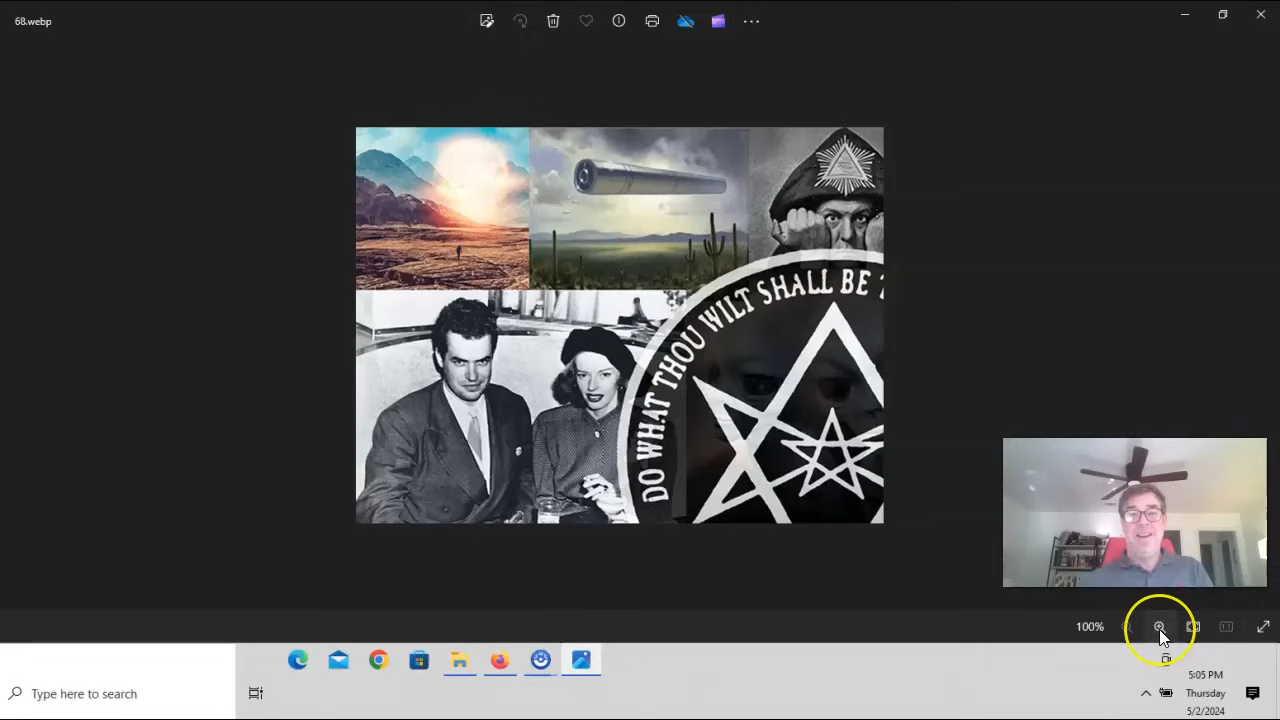 68.webp
DO WHAT THOU WILT SHALL BE
100%
5:05 PM
Type here to search
Thursday
5/2/2024